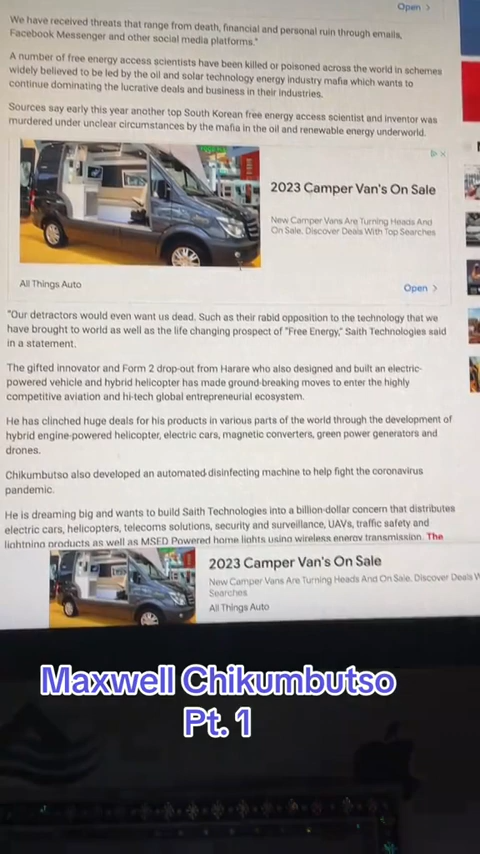 Open >
We have received threats that range from death, financial and personal ruin through emails,
Facebook Messenger and other social media platforms."
A number of free energy access scientists have been killed or poisoned across the world in schemes
widely believed to be led by the oil and solar technology energy industry mafia which wants to
continue dominating the lucrative deals and business in their industries.
Sources say early this year another top South Korean free energy access scientist and inventor was
murdered under unclear circumstances by the mafia in the oil and renewable energy underworld.
2023 Camper Van's On Sale
New Camper Vans Are Turning Heads And
On Sale. Discover Deals With Top Searches
All Things Auto
Open >
"Our detractors would even want us dead. Such as their rabid opposition to the technology that we
have brought to world as well as the life changing prospect of "Free Energy," Saith Technologies said
in a statement.
The gifted innovator and Form 2 drop-out from Harare who also designed and built an electric-
powered vehicle and hybrid helicopter has made ground-breaking moves to enter the highly
competitive aviation and hi-tech global entrepreneurial ecosystem.
He has clinched huge deals for his products in various parts of the world through the development of
hybrid engine-powered helicopter, electric cars, magnetic converters, green power generators and
drones.
Chikumbutso also developed an automated disinfecting machine to help fight the coronavirus
pandemic.
He is dreaming big and wants to build Saith Technologies into a billion-dollar concern that distributes
electric cars, helicopters, telecoms solutions, security and surveillance, UAVs, traffic safety and
lightning products as well as MSED Powered home lights using wireless energy transmission. The
2023 Camper Van's On Sale
New Camper Vans Are Turning Heads And On Sale. Discover Deals W
Searches
All Things Auto
Maxwell Chikumbutso
Pt. 1